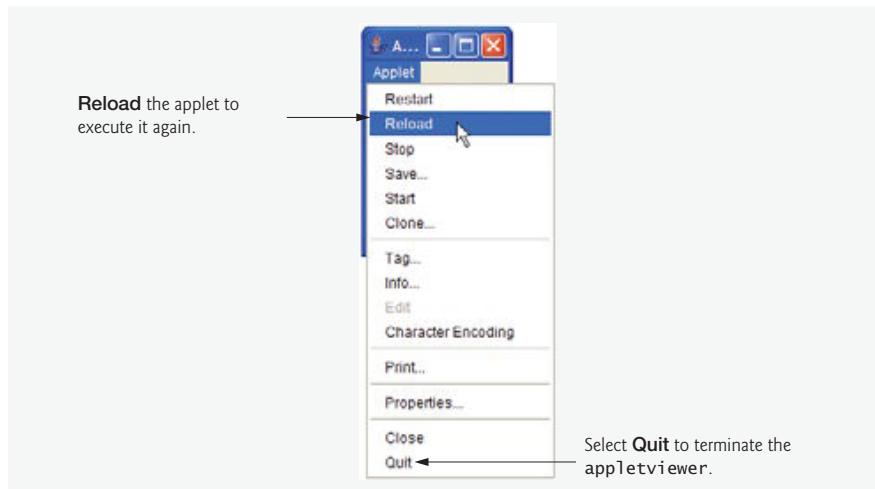 A...
Applet
Reload the applet to
execute it again.
Restart
Reload
Stop
Save...
Start
Clone...
Tag...
Info...
Edit
Character Encoding
Print...
Properties...
Close
Quit
Select Quit to terminate the
appletviewer.